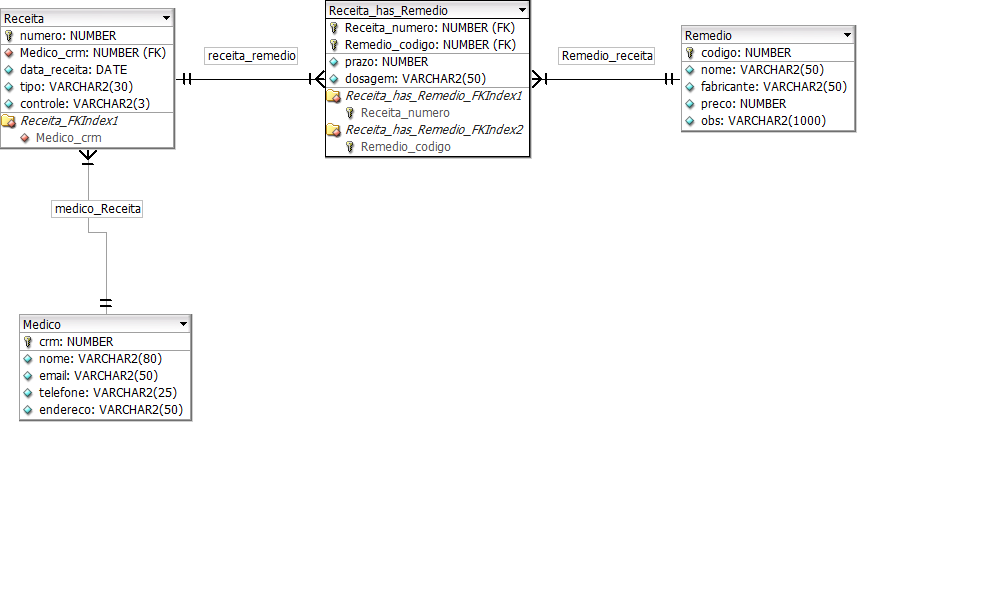 Receita
numero: NUMBER
Medico_crm: NUMBER (FK)
data_receita: DATE
tipo: VARCHAR2(30)
controle: VARCHAR2(3)
Receita_FKIndex1
Medico_crm
receita_remedio
Receita_has_Remedio
Receita_numero: NUMBER (FK)
Remedio_codigo: NUMBER (FK)
prazo: NUMBER
dosagem: VARCHAR2(50)
Receita_has_Remedio_FKIndex1
Receita_numero
Receita_has_Remedio_FKIndex2
Remedio_codigo
Remedio_receita
Remedio
codigo: NUMBER
nome: VARCHAR2(50)
fabricante: VARCHAR2(50)
preco: NUMBER
obs: VARCHAR2(1000)
medico_Receita
Medico
crm: NUMBER
nome: VARCHAR2(80)
email: VARCHAR2(50)
telefone: VARCHAR2(25)
endereco: VARCHAR2(50)